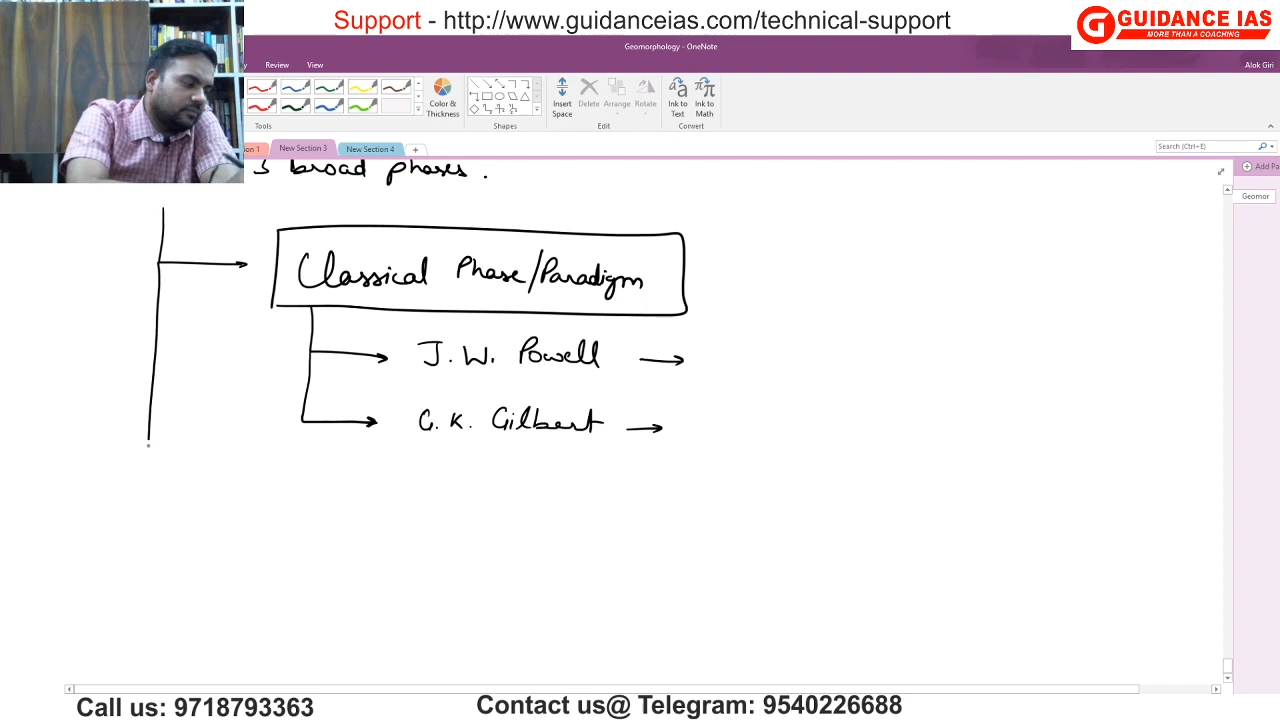 Support - http://www.guidanceias.com/technical-support
GUIDANCE IAS
MORE THAN A COACHING
Geomorphology - OneNote
Review View
Alok Giri
Color & Thickness
Insert Space
Delete
Arrange
Rotate
Ink to Text
Ink to Math
Tools
Shapes
Edit
Convert
New Section 3
New Section 4
Search (Ctrl+E)
Add Pa
Geomor
3 broad phases.
Classical Phase/Paradigm
J. W. Powell
G. K. Gilbert
Call us: 9718793363
Contact us@ Telegram: 9540226688